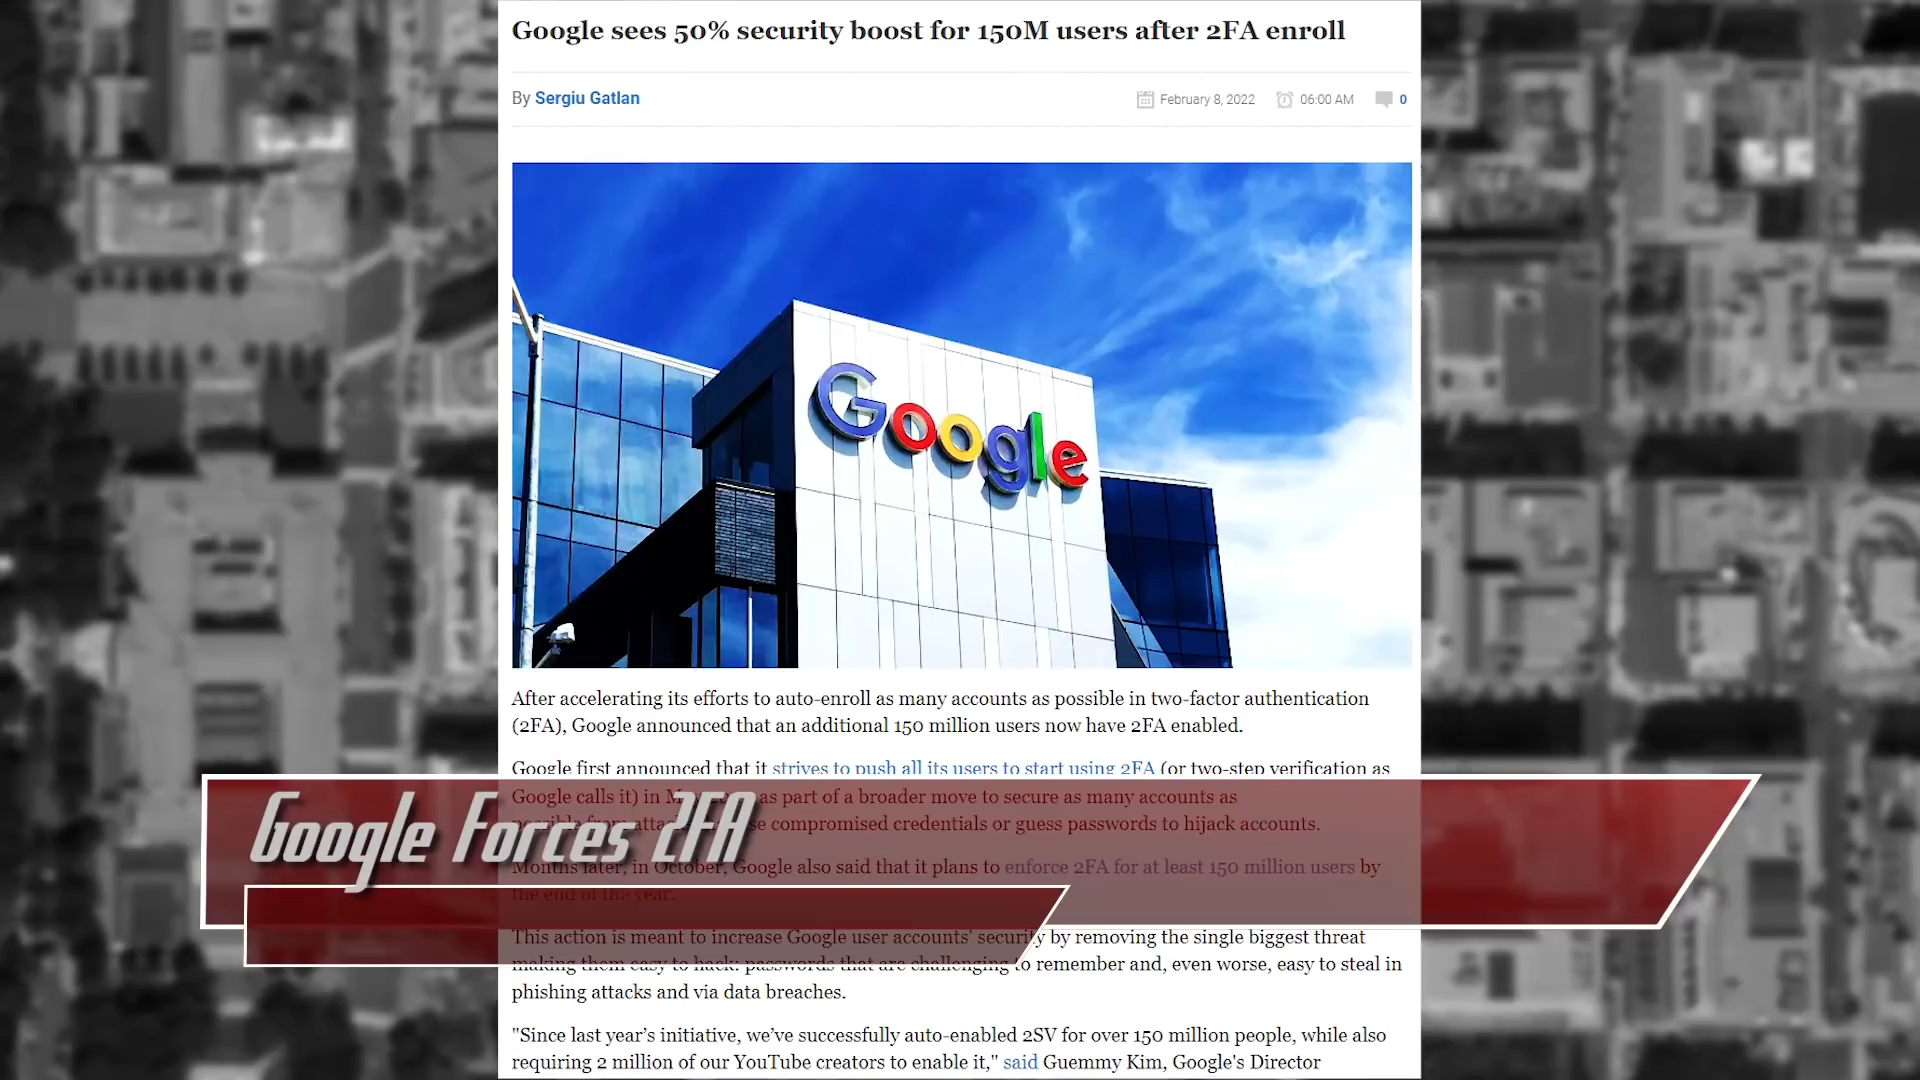 Google sees 50% security boost for 150M users after 2FA enroll
By Sergiu Gatlan
February 8, 2022 06:00 AM 0
Google
After accelerating its efforts to auto-enroll as many accounts as possible in two-factor authentication
(2FA), Google announced that an additional 150 million users now have 2FA enabled.
Google first announced that it strives to push all its users to start using 2FA (or two-step verification as
Google calls it) in as part of a broader move to secure as many accounts as
compromised credentials or guess passwords to hijack accounts.
Google Forces 2FA
Months later, in October, Google also said that it plans to enforce 2FA for at least 150 million users by
the end of the year.
This action is meant to increase Google user accounts' security by removing the single biggest threat
making them easy to hack: passwords that are challenging to remember and, even worse, easy to steal in
phishing attacks and via data breaches.
"Since last year's initiative, we've successfully auto-enabled 2SV for over 150 million people, while also
requiring 2 million of our YouTube creators to enable it," said Guemmy Kim, Google's Director